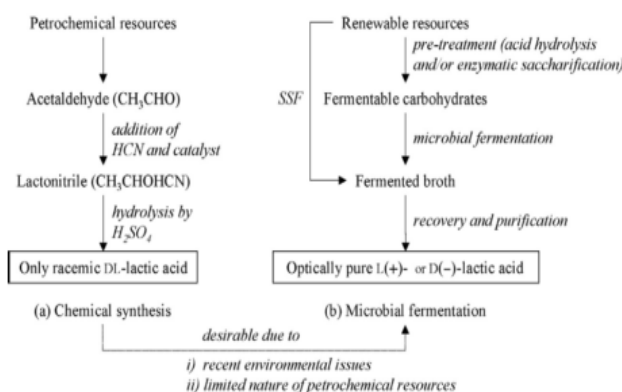 Petrochemical resources
Acetaldehyde (CH₃CHO)
addition of
HCN and catalyst
Lactonitrile (CH₃CHOHCN)
hydrolysis by
H₂SO₄
Only racemic DL-lactic acid
(a) Chemical synthesis
Renewable resources
pre-treatment (acid hydrolysis
and/or enzymatic saccharification)
SSF
Fermentable carbohydrates
microbial fermentation
Fermented broth
recovery and purification
Optically pure L(+)- or D(−)-lactic acid
(b) Microbial fermentation
desirable due to
i) recent environmental issues
ii) limited nature of petrochemical resources